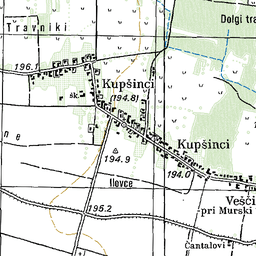 Travniki
Dolgi tra
196.1
Kupšinci
šk.
(194.8)
ne
Kupšinci
194.9
194.0
Ilovce
Vešči
pri Murski
195.2
Čantalovi